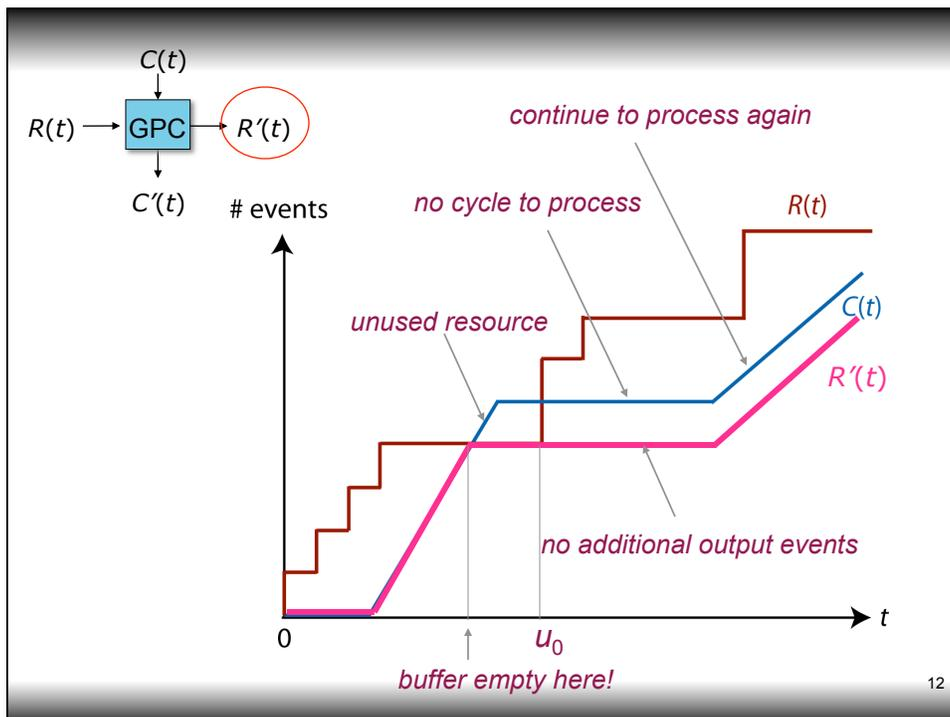 C(t)
R(t)
GPC
R′(t)
C′(t)
# events
continue to process again
no cycle to process
R(t)
unused resource
C(t)
R′(t)
no additional output events
t
0
u0
buffer empty here!
12